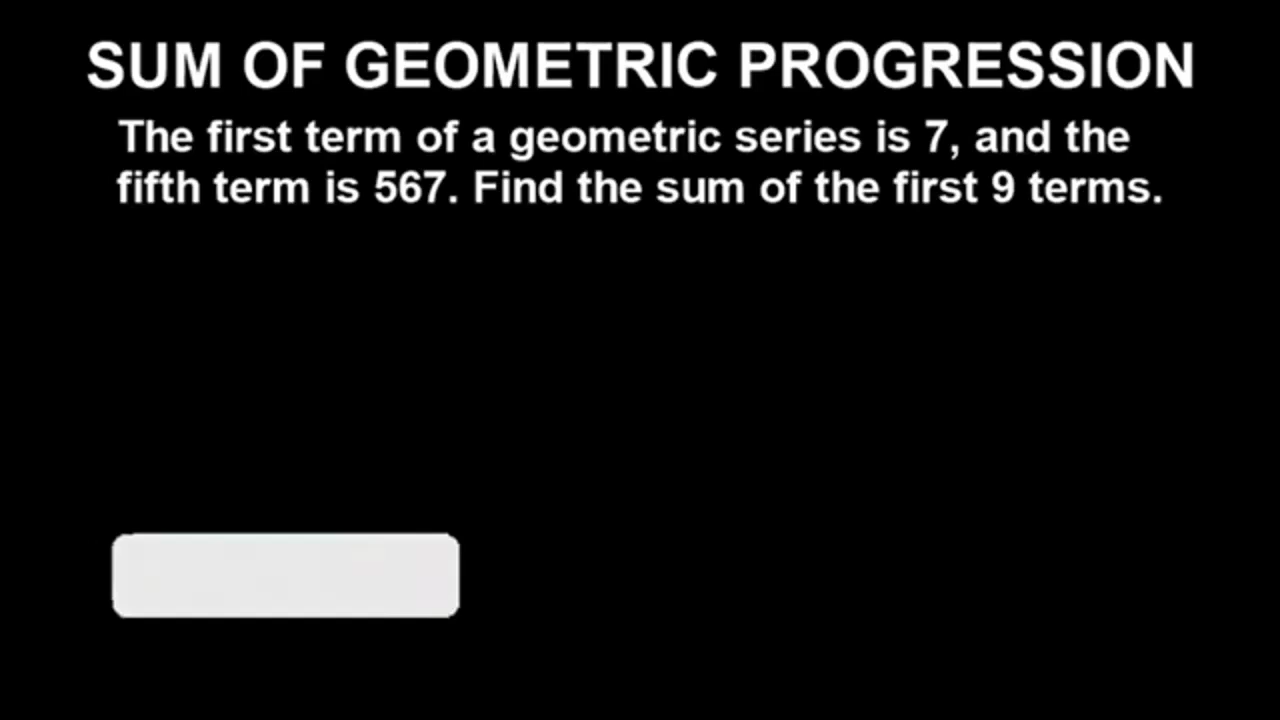 SUM OF GEOMETRIC PROGRESSION
The first term of a geometric series is 7, and the
fifth term is 567. Find the sum of the first 9 terms.